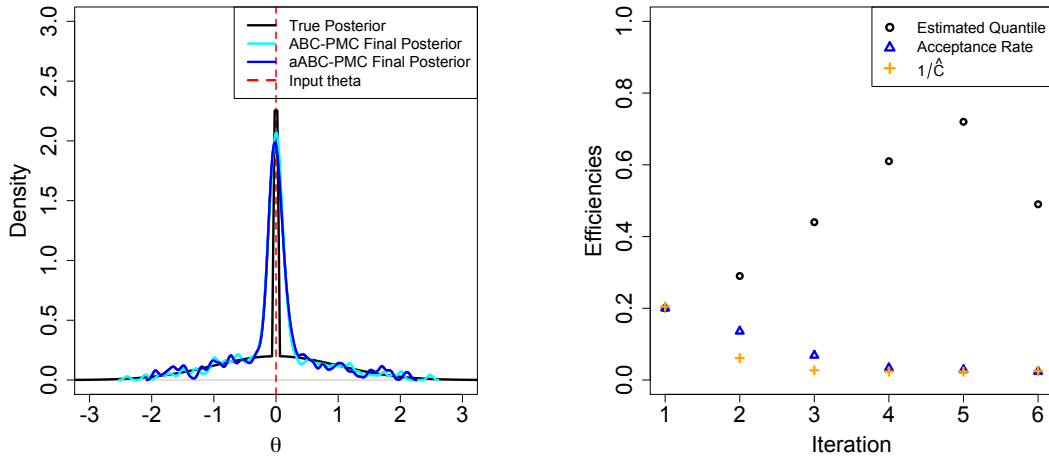 True Posterior
ABC-PMC Final Posterior
aABC-PMC Final Posterior
Input theta
Density
0.0 0.5 1.0 1.5 2.0 2.5 3.0
-3 -2 -1 0 1 2 3
θ
Estimated Quantile
Acceptance Rate
1/Ĉ
Efficiencies
0.0 0.2 0.4 0.6 0.8 1.0
1 2 3 4 5 6
Iteration